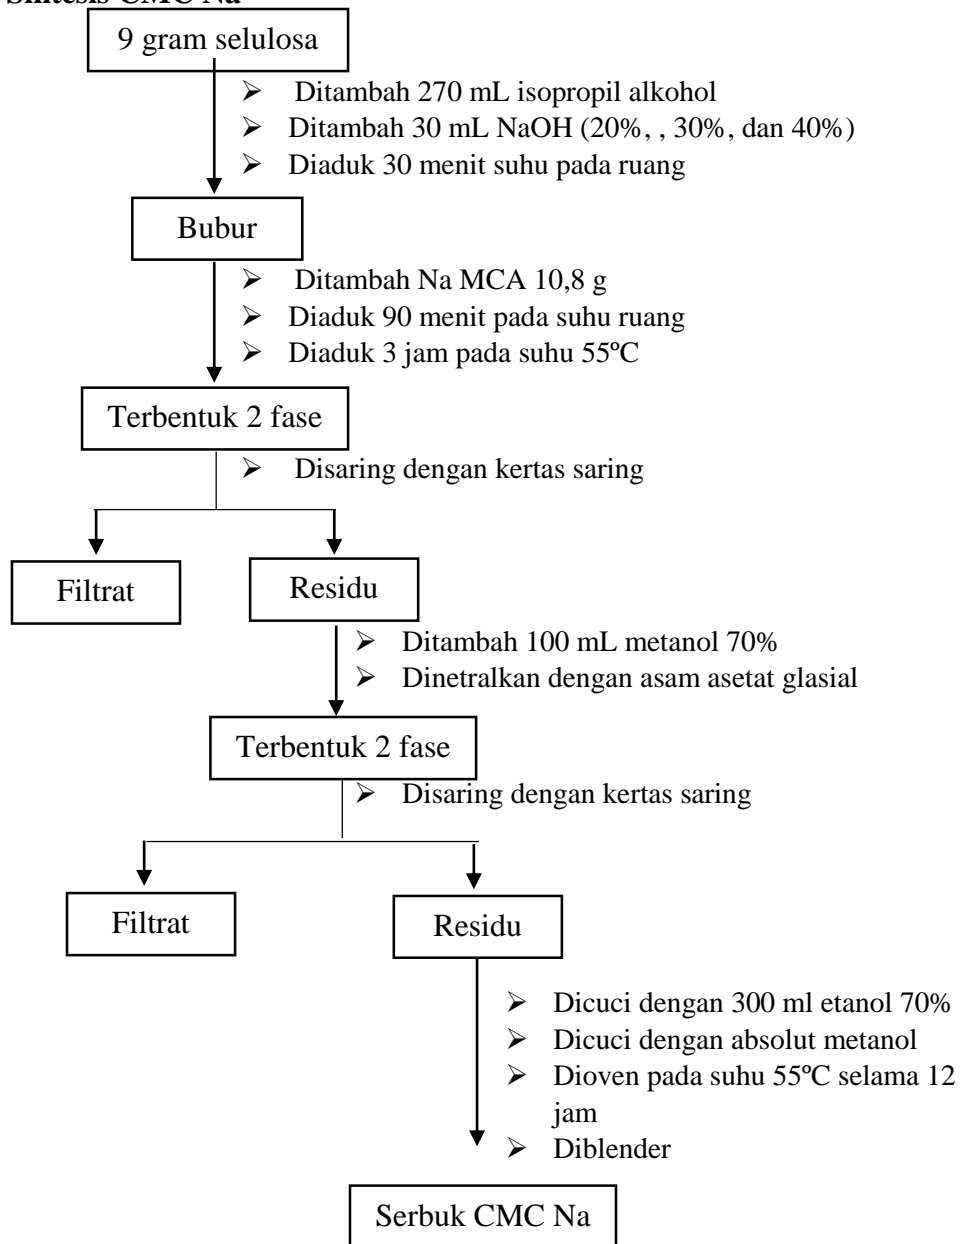 Sintesis CMC Na
9 gram selulosa
➢ Ditambah 270 mL isopropil alkohol
➢ Ditambah 30 mL NaOH (20%, , 30%, dan 40%)
➢ Diaduk 30 menit suhu pada ruang
Bubur
➢ Ditambah Na MCA 10,8 g
➢ Diaduk 90 menit pada suhu ruang
➢ Diaduk 3 jam pada suhu 55ºC
Terbentuk 2 fase
➢ Disaring dengan kertas saring
Filtrat
Residu
➢ Ditambah 100 mL metanol 70%
➢ Dinetralkan dengan asam asetat glasial
Terbentuk 2 fase
➢ Disaring dengan kertas saring
Filtrat
Residu
➢ Dicuci dengan 300 ml etanol 70%
➢ Dicuci dengan absolut metanol
➢ Dioven pada suhu 55ºC selama 12
jam
➢ Diblender
Serbuk CMC Na